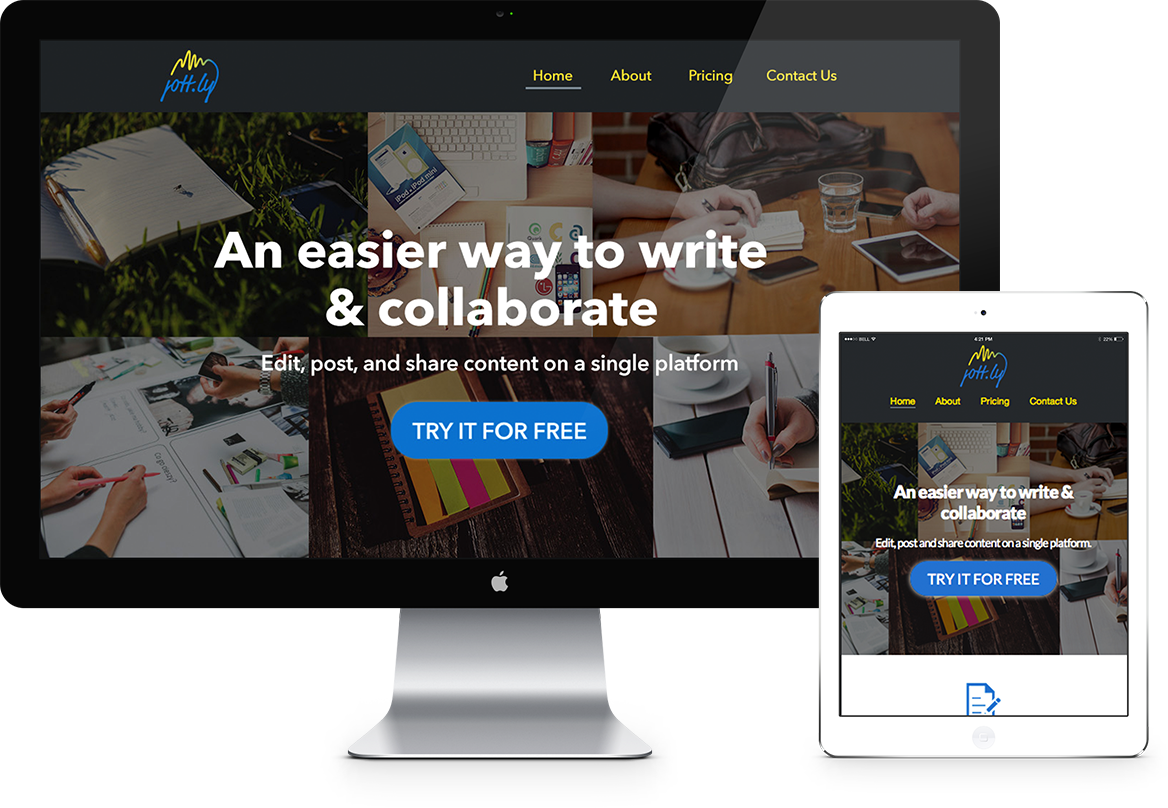 jott.ly
Home About Pricing Contact Us
iPod · iPod mini
An easier way to write
& collaborate
Edit, post, and share content on a single platform
TRY IT FOR FREE
BELL 4:21 PM 22%
jott.ly
Home About Pricing Contact Us
An easier way to write &
collaborate
Edit, post and share content on a single platform.
TRY IT FOR FREE